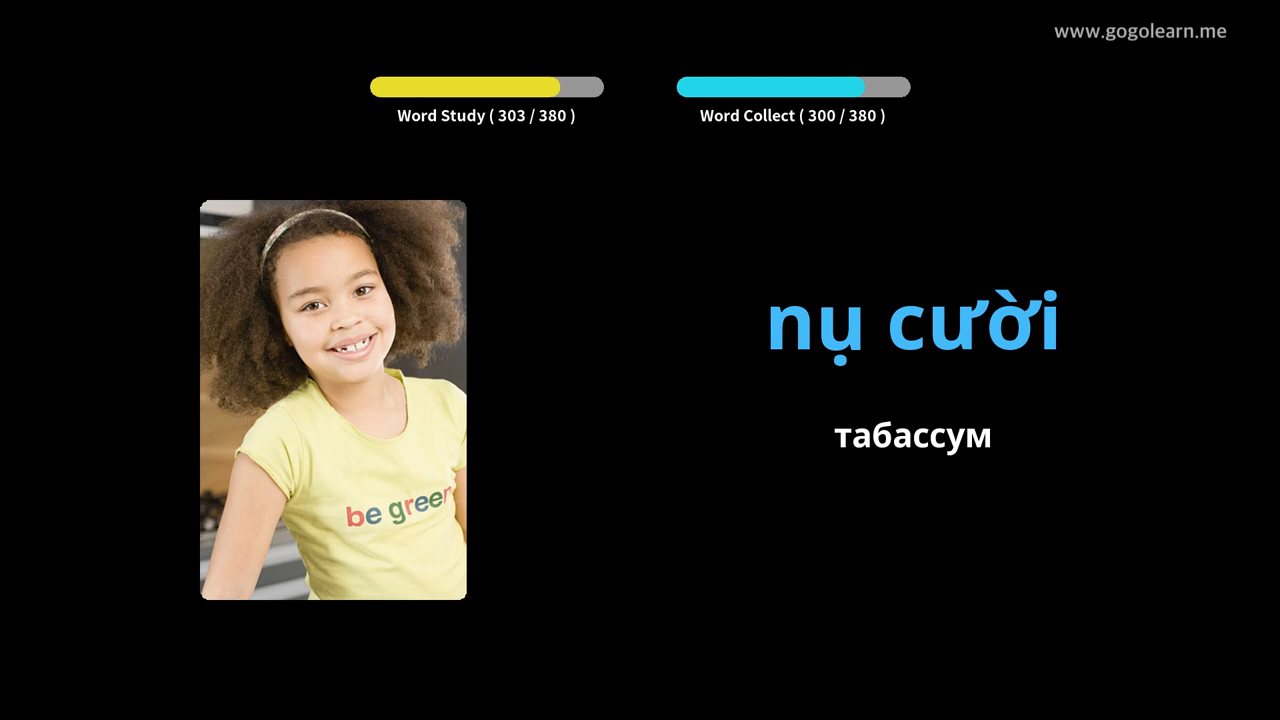 www.gogolearn.me
Word Study ( 303 / 380 )
Word Collect ( 300 / 380 )
nụ cười
табассум
be green